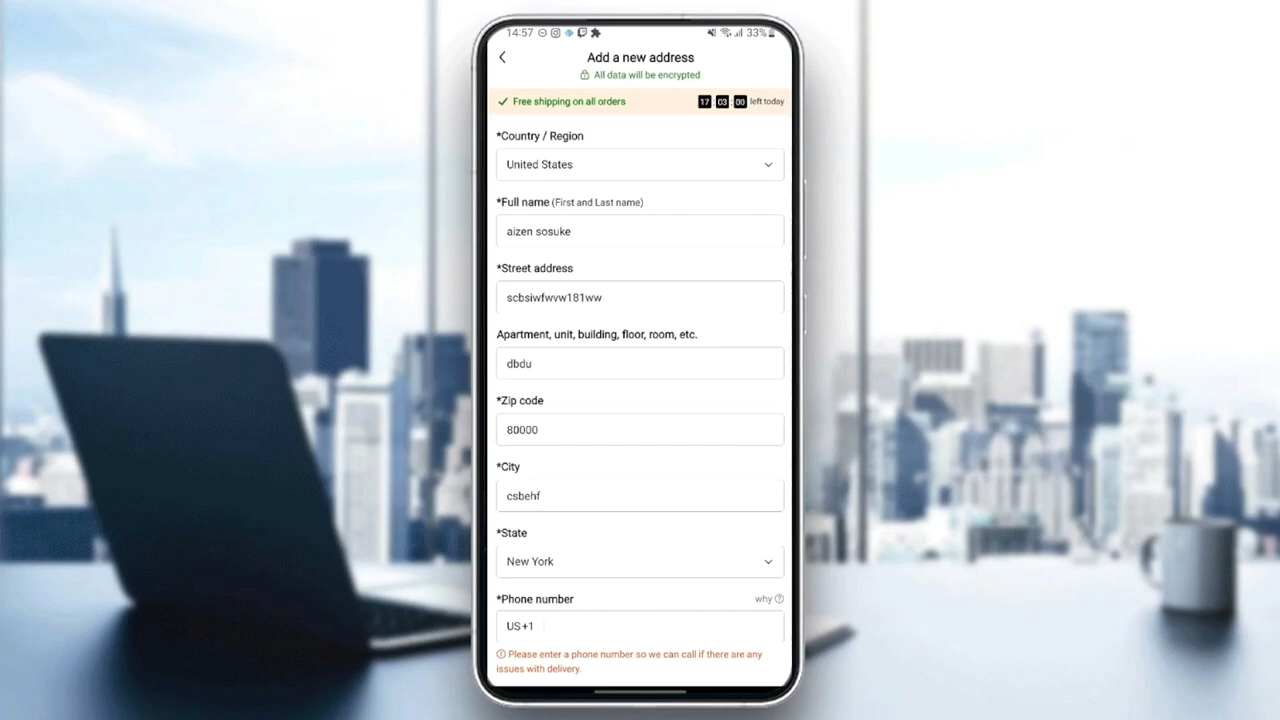 14:57 33%
Add a new address
All data will be encrypted
Free shipping on all orders 17 : 03 : 00 left today
*Country / Region
United States
*Full name (First and Last name)
aizen sosuke
*Street address
scbsiwfwvw181ww
Apartment, unit, building, floor, room, etc.
dbdu
*Zip code
80000
*City
csbehf
*State
New York
*Phone number why
US +1
Please enter a phone number so we can call if there are any
issues with delivery.